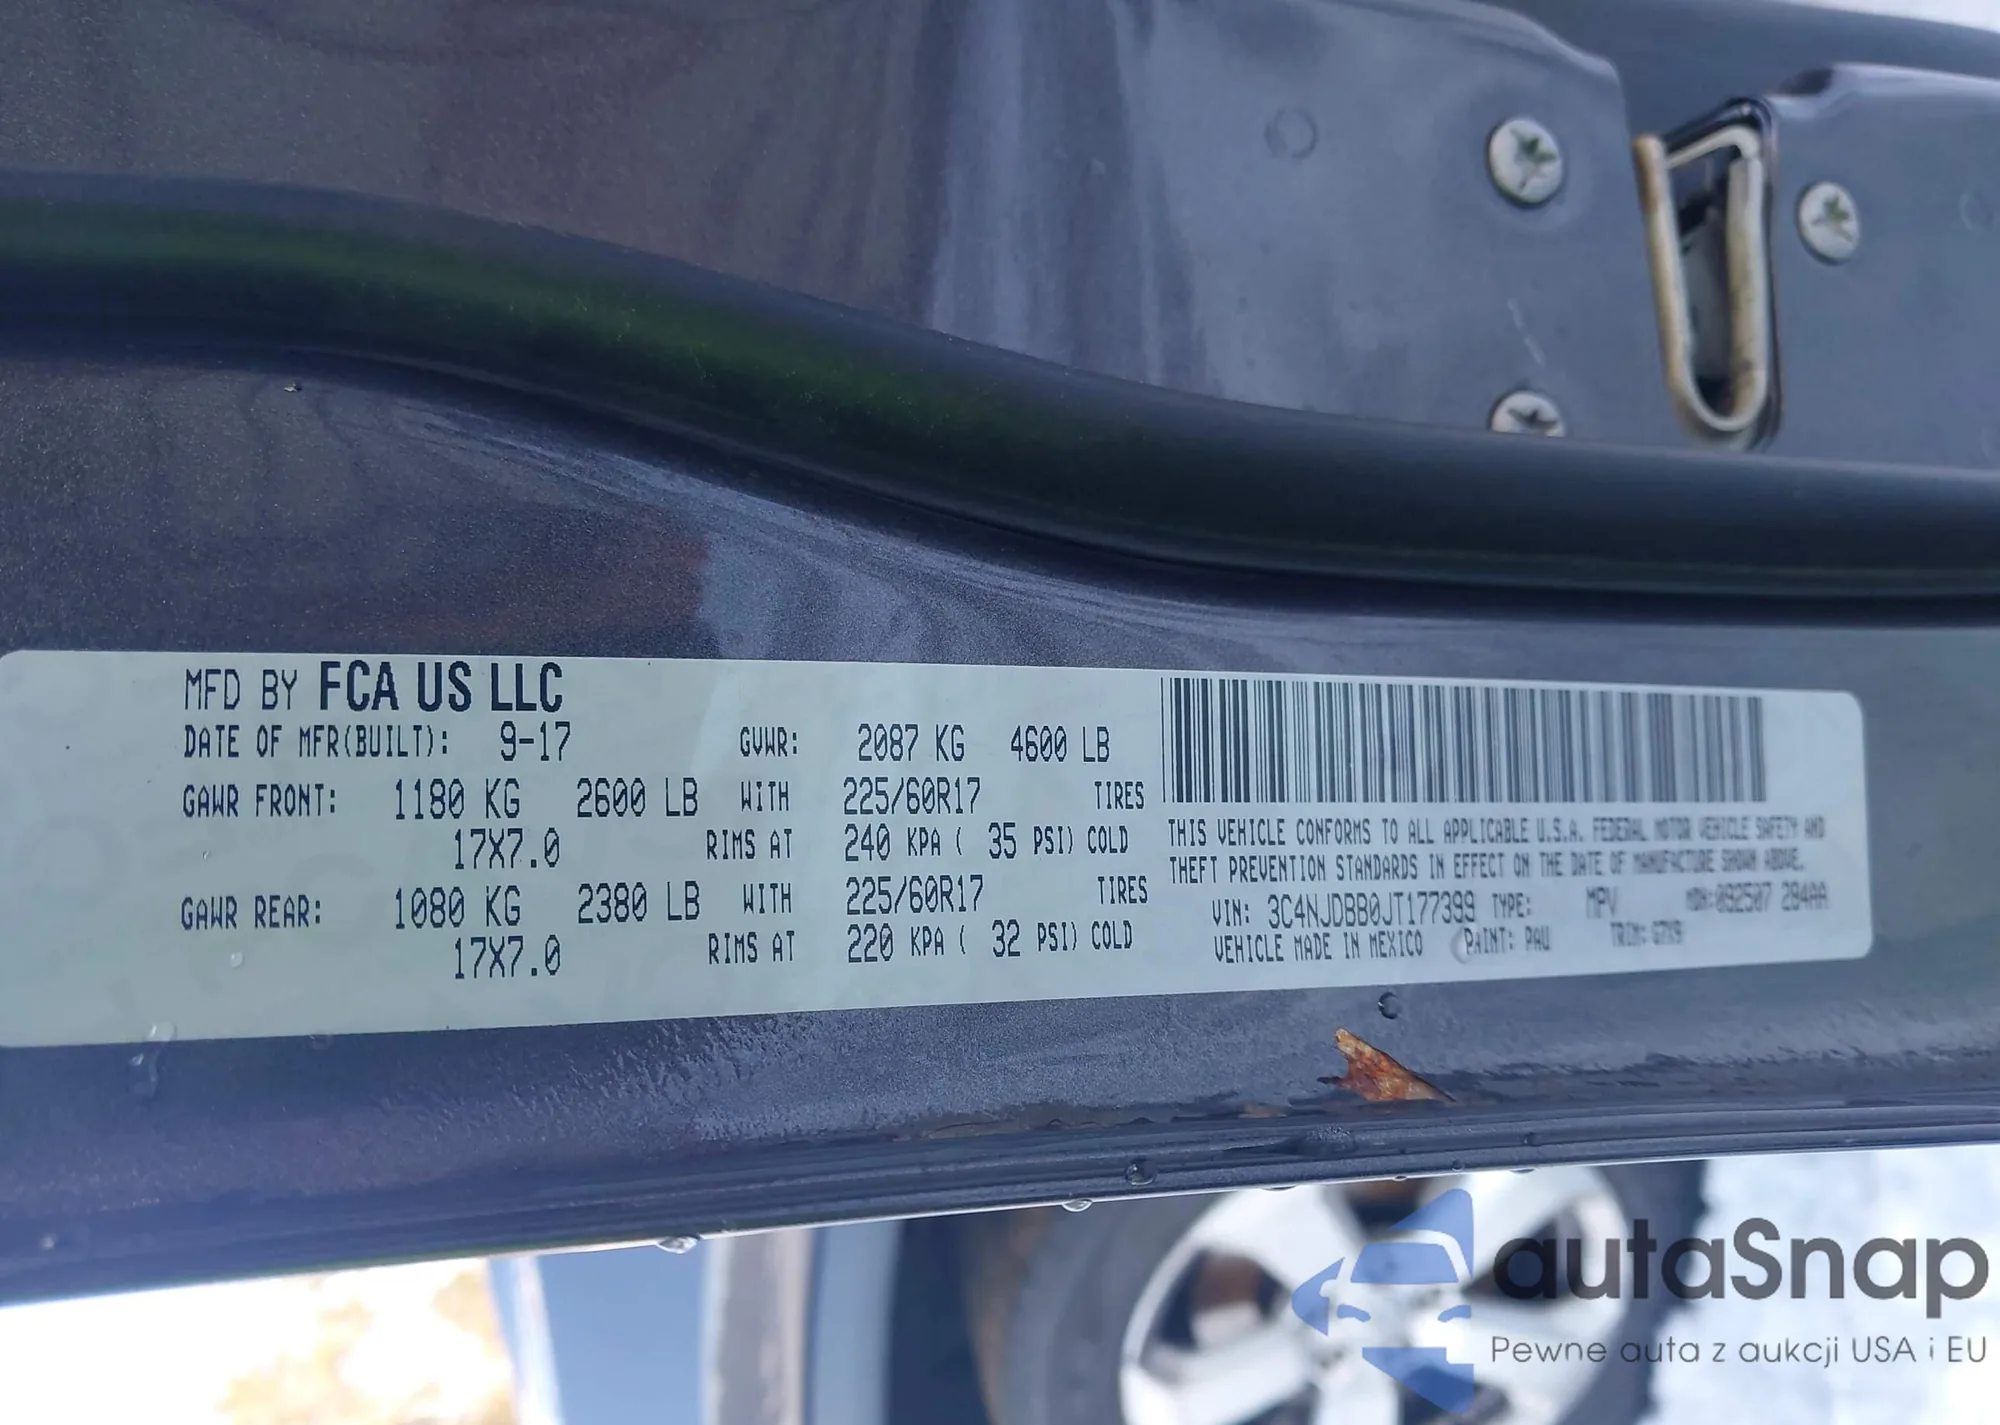 MFD BY FCA US LLC
DATE OF MFR(BUILT): 9-17 GVWR: 2087 KG 4600 LB
GAWR FRONT: 1180 KG 2600 LB WITH 225/60R17 TIRES
17X7.0 RIMS AT 240 KPA ( 35 PSI) COLD
GAWR REAR: 1080 KG 2380 LB WITH 225/60R17 TIRES
17X7.0 RIMS AT 220 KPA ( 32 PSI) COLD
THIS VEHICLE CONFORMS TO ALL APPLICABLE U.S.A. FEDERAL MOTOR VEHICLE SAFETY AND
THEFT PREVENTION STANDARDS IN EFFECT ON THE DATE OF MANUFACTURE SHOWN ABOVE.
VIN: 3C4NJDBB0JT177399 TYPE: MPV MDH:092507 284AA
VEHICLE MADE IN MEXICO PAINT: PAU TRIM:
autaSnap
Pewne auta z aukcji USA i EU